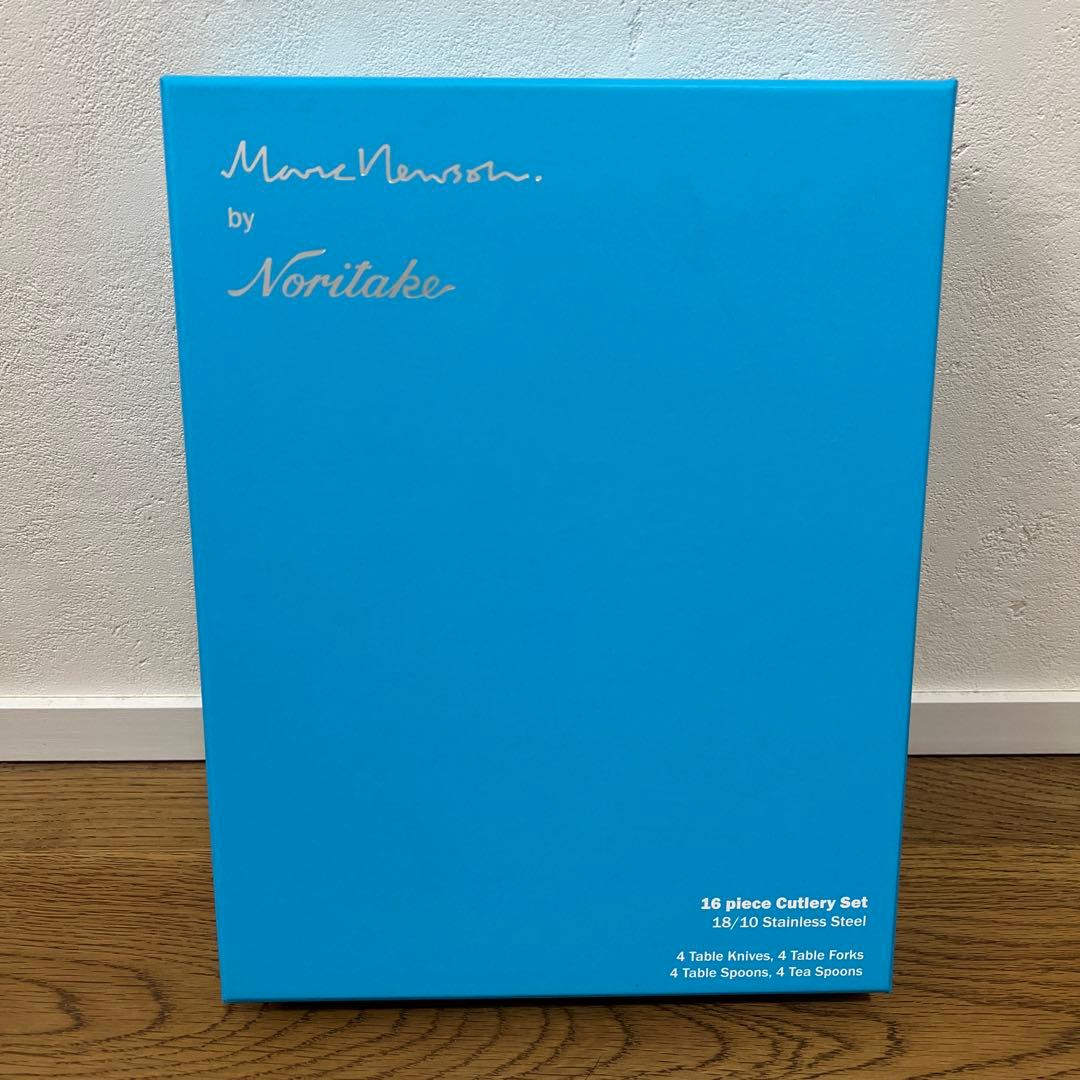 Marc Newson.
by
Noritake
16 piece Cutlery Set
18/10 Stainless Steel
4 Table Knives, 4 Table Forks
4 Table Spoons, 4 Tea Spoons